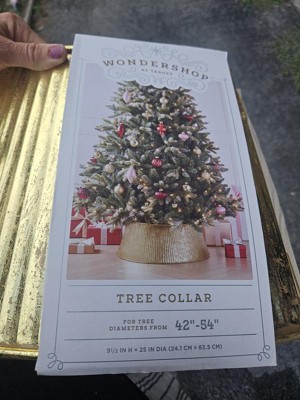 WONDERSHOP
AT TARGET
TREE COLLAR
FOR TREE
DIAMETERS FROM 42"-54"
9½ IN H × 25 IN DIA (24.1 CM × 63.5 CM)